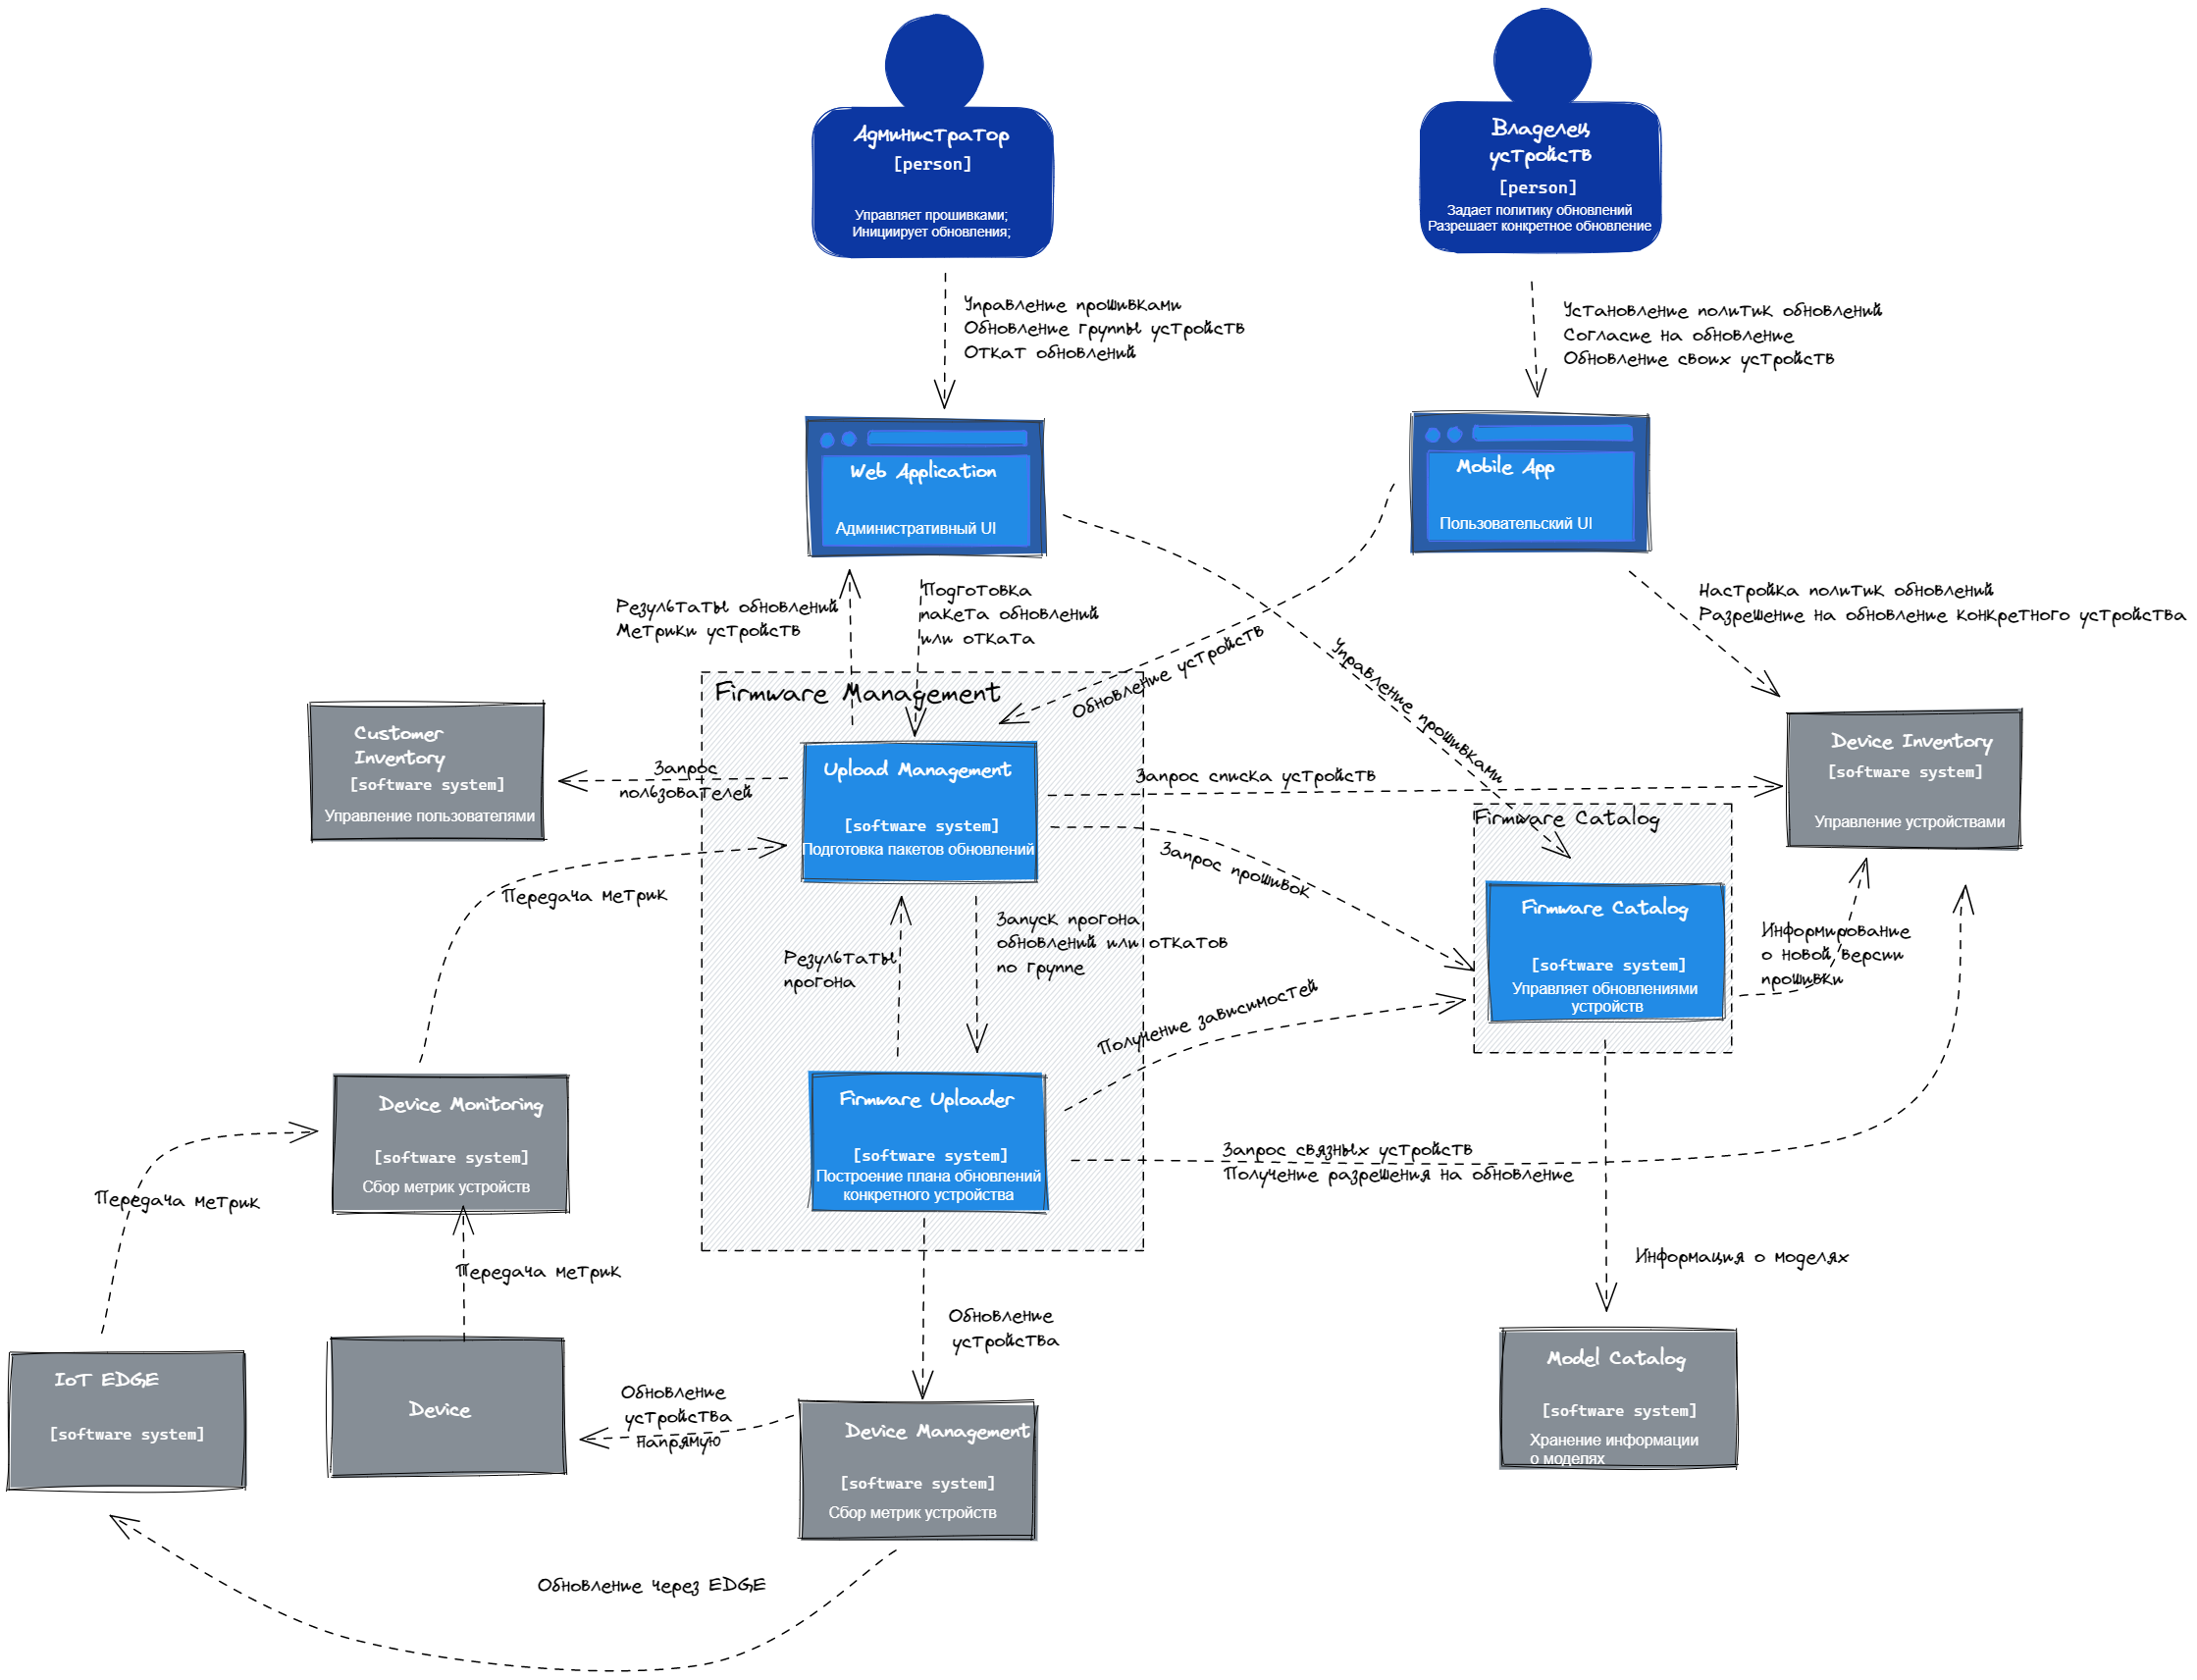 Администратор
[person]
Управляет прошивками;
Инициирует обновления;
Владелец
устройств
[person]
Задает политику обновлений
Разрешает конкретное обновление
Управление прошивками
Обновление группы устройств
Откат обновлений
Установление политик обновлений
Согласие на обновление
Обновление своих устройств
Web Application
Административный UI
Mobile App
Пользовательский UI
Результаты обновлений
Метрики устройств
Подготовка
пакета обновлений
или отката
Обновление устройств
Управление прошивками
Настройка политик обновлений
Разрешение на обновление конкретного устройства
Firmware Management
Customer
Inventory
[software system]
Управление пользователями
Запрос
пользователей
Upload Management
[software system]
Подготовка пакетов обновлений
Запрос списка устройств
Device Inventory
[software system]
Управление устройствами
Запрос прошивок
Firmware Catalog
Firmware Catalog
[software system]
Управляет обновлениями
устройств
Передача метрик
Результаты
прогона
Запуск прогона
обновлений или откатов
по группе
Информирование
о новой версии
прошивки
Получение зависимостей
Device Monitoring
[software system]
Сбор метрик устройств
Firmware Uploader
[software system]
Построение плана обновлений
конкретного устройства
Запрос связных устройств
Получение разрешения на обновление
Передача метрик
Передача метрик
Информация о моделях
Обновление
устройства
IoT EDGE
[software system]
Device
Обновление
устройства
Напрямую
Device Management
[software system]
Сбор метрик устройств
Model Catalog
[software system]
Хранение информации
о моделях
Обновление через EDGE